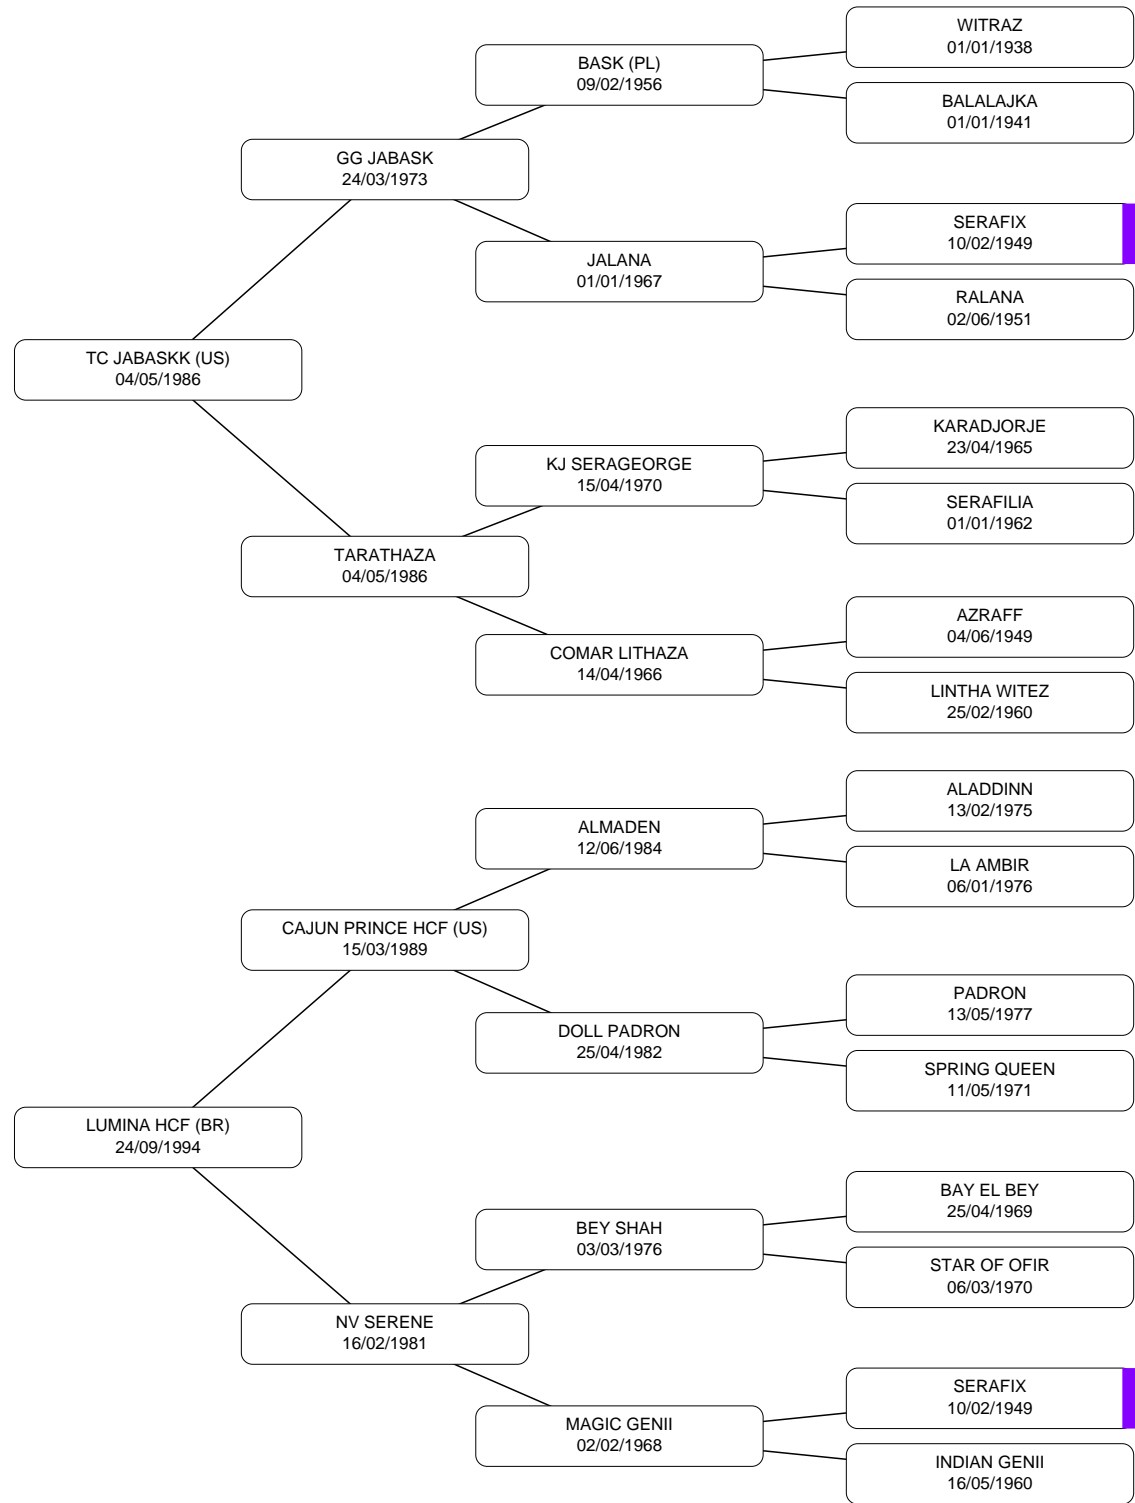 WITRAZ
01/01/1938
BASK (PL)
09/02/1956
BALALAJKA
01/01/1941
GG JABASK
24/03/1973
SERAFIX
10/02/1949
JALANA
01/01/1967
RALANA
02/06/1951
TC JABASKK (US)
04/05/1986
KARADJORJE
23/04/1965
KJ SERAGEORGE
15/04/1970
SERAFILIA
01/01/1962
TARATHAZA
04/05/1986
AZRAFF
04/06/1949
COMAR LITHAZA
14/04/1966
LINTHA WITEZ
25/02/1960
ALADDINN
13/02/1975
ALMADEN
12/06/1984
LA AMBIR
06/01/1976
CAJUN PRINCE HCF (US)
15/03/1989
PADRON
13/05/1977
DOLL PADRON
25/04/1982
SPRING QUEEN
11/05/1971
LUMINA HCF (BR)
24/09/1994
BAY EL BEY
25/04/1969
BEY SHAH
03/03/1976
STAR OF OFIR
06/03/1970
NV SERENE
16/02/1981
SERAFIX
10/02/1949
MAGIC GENII
02/02/1968
INDIAN GENII
16/05/1960